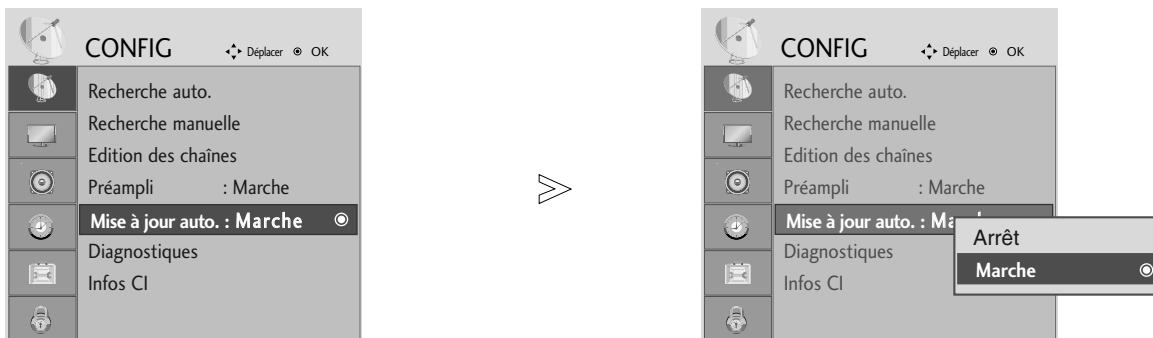 CONFIG Déplacer OK
Recherche auto.
Recherche manuelle
Edition des chaînes
Préampli : Marche
Mise à jour auto. : Marche
Diagnostiques
Infos CI
CONFIG Déplacer OK
Recherche auto.
Recherche manuelle
Edition des chaînes
Préampli : Marche
Mise à jour auto. :
Diagnostiques
Infos CI
Arrêt
Marche